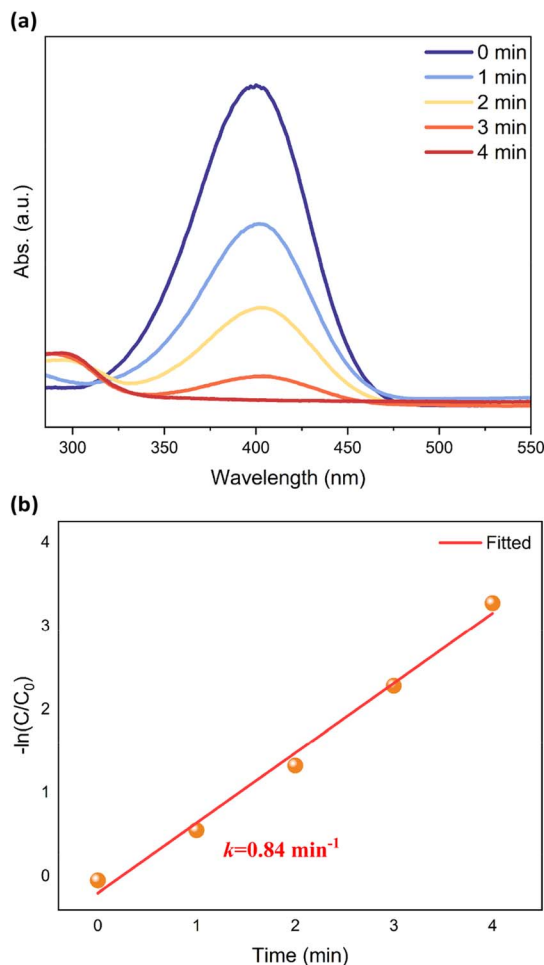 (a)
0 min
1 min
2 min
3 min
4 min
Abs. (a.u.)
300 350 400 450 500 550
Wavelength (nm)
(b)
4
Fitted
3
-ln(C/C₀)
2
1
k=0.84 min⁻¹
0
0 1 2 3 4
Time (min)